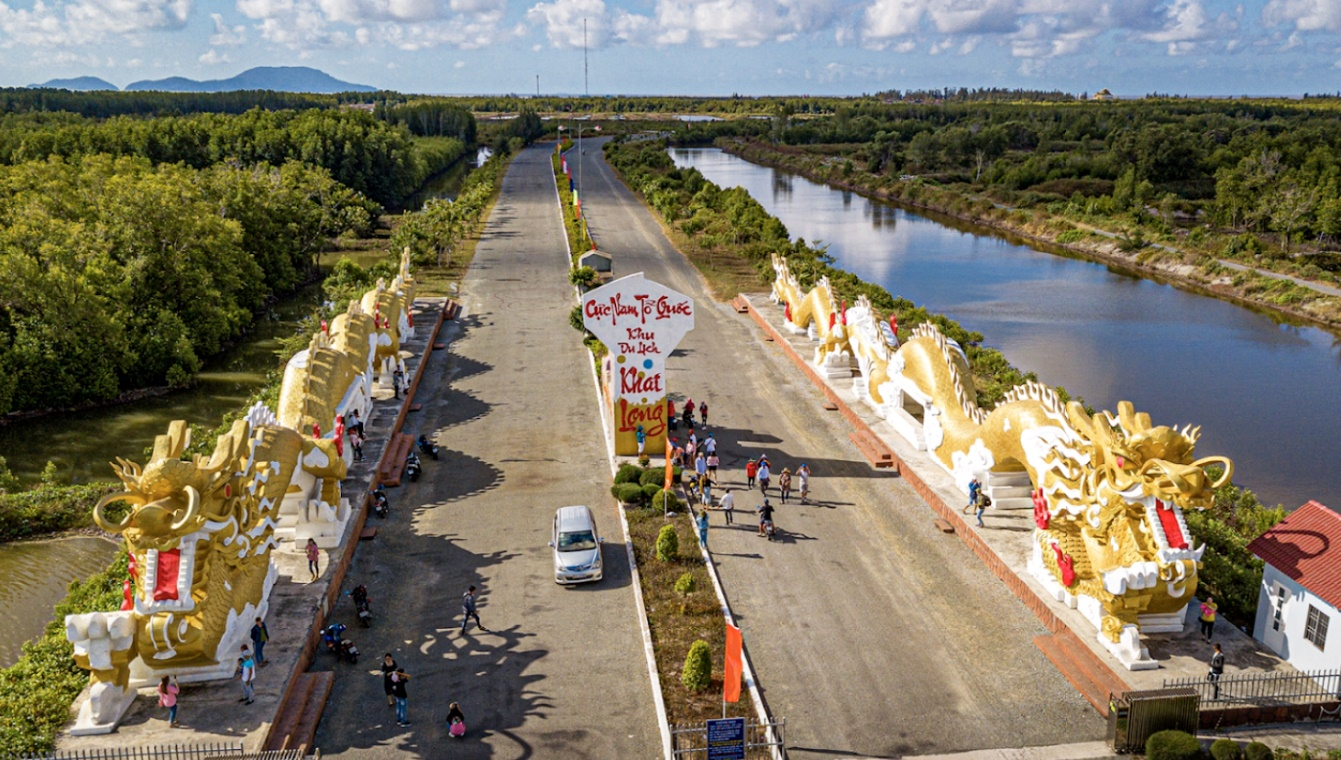 Cực Nam Tổ Quốc
Khu
Du Lịch
Khai
Long